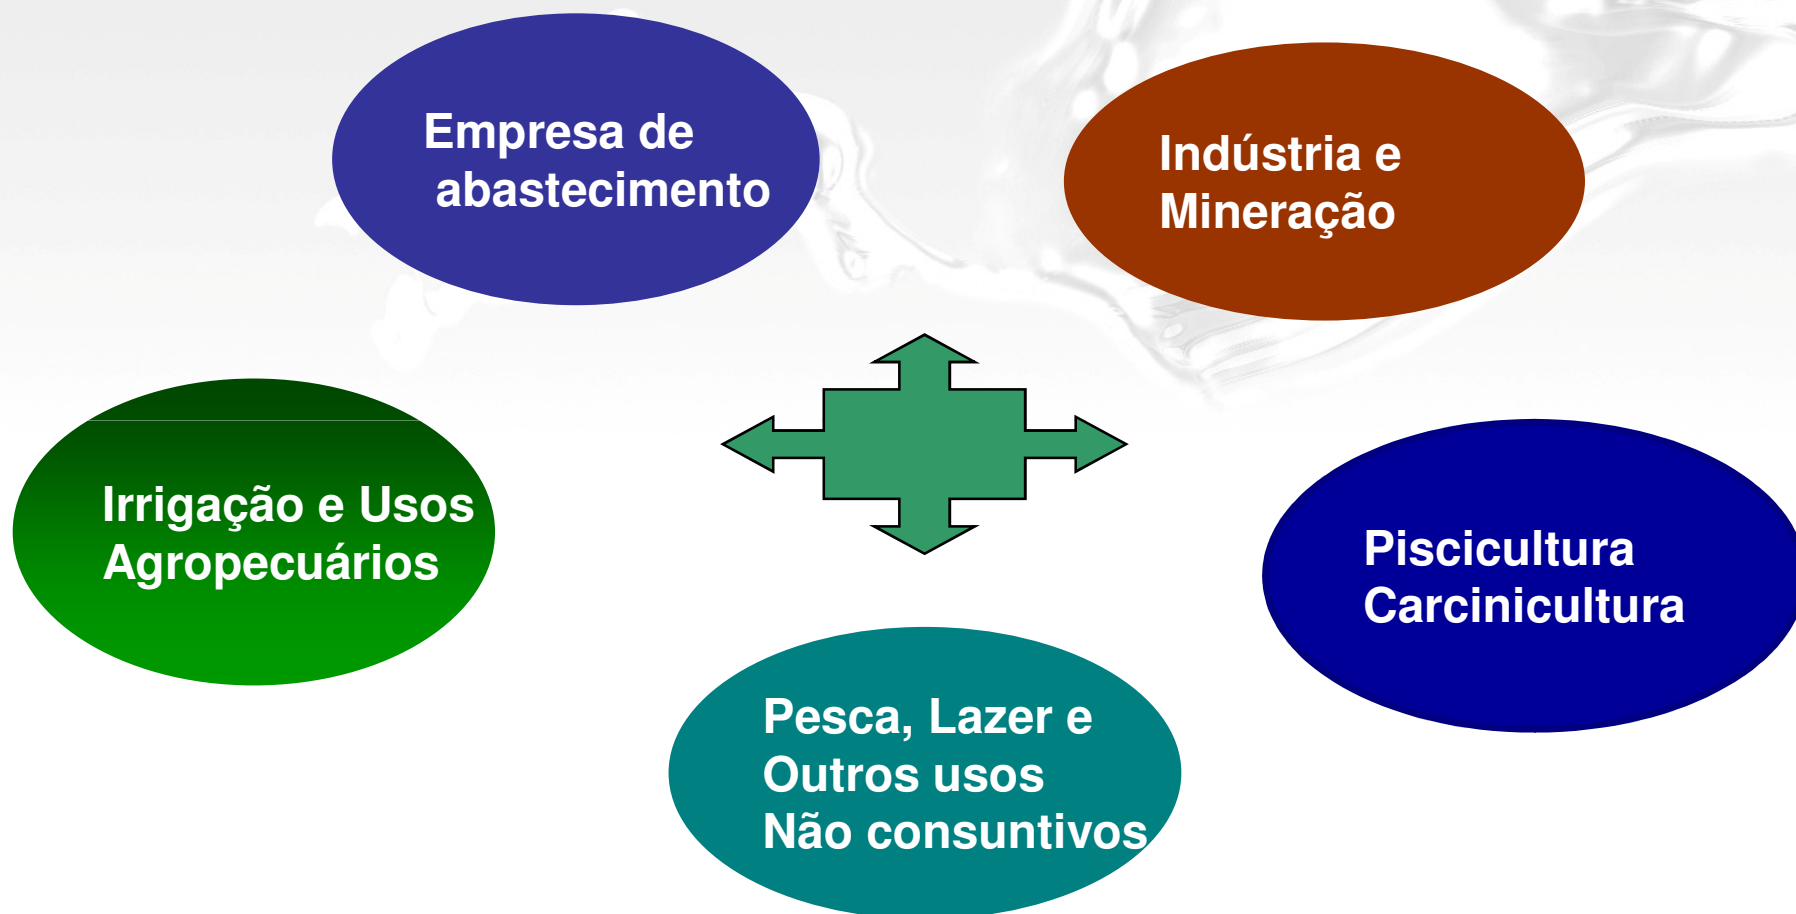 Empresa de
abastecimento
Indústria e
Mineração
Irrigação e Usos
Agropecuários
Piscicultura
Carcinicultura
Pesca, Lazer e
Outros usos
Não consuntivos